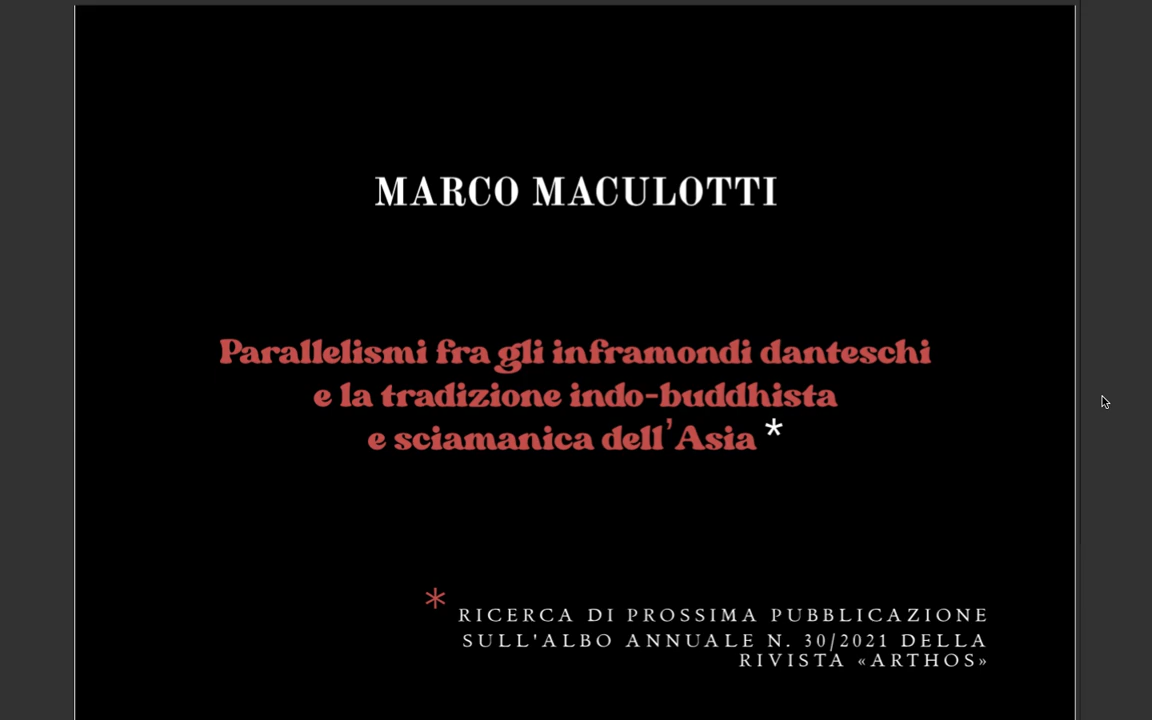 MARCO MACULOTTI
Parallelismi fra gli inframondi danteschi
e la tradizione indo-buddhista
e sciamanica dell'Asia *
* RICERCA DI PROSSIMA PUBBLICAZIONE
SULL'ALBO ANNUALE N. 30/2021 DELLA
RIVISTA «ARTHOS»